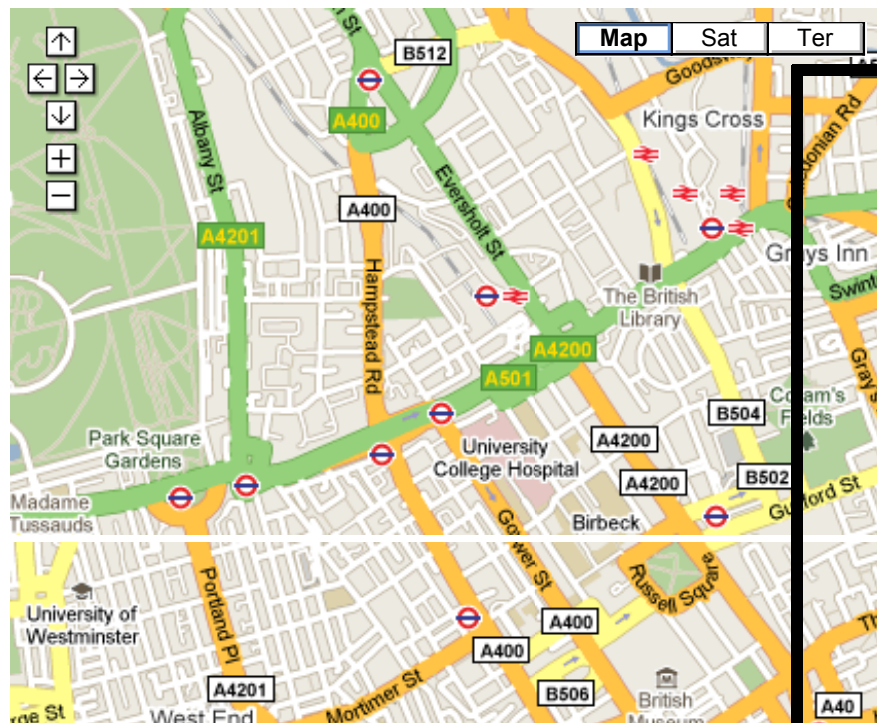 Map Sat Ter
B512
Goodsway
Kings Cross
A400
Albany St
Eversholt St
A400
A4201
Hampstead Rd
Grays Inn
The British
Library
Swint
A4200
A501
Gray's
Coram's
Fields
B504
A4200
Park Square
Gardens
University
College Hospital
A4200
B502
Guilford St
Madame
Tussauds
Birbeck
Gower St
Russell Square
Portland Pl
University of
Westminster
A400
A400
A4201
Mortimer St
B506
British
Museum
A40
West End